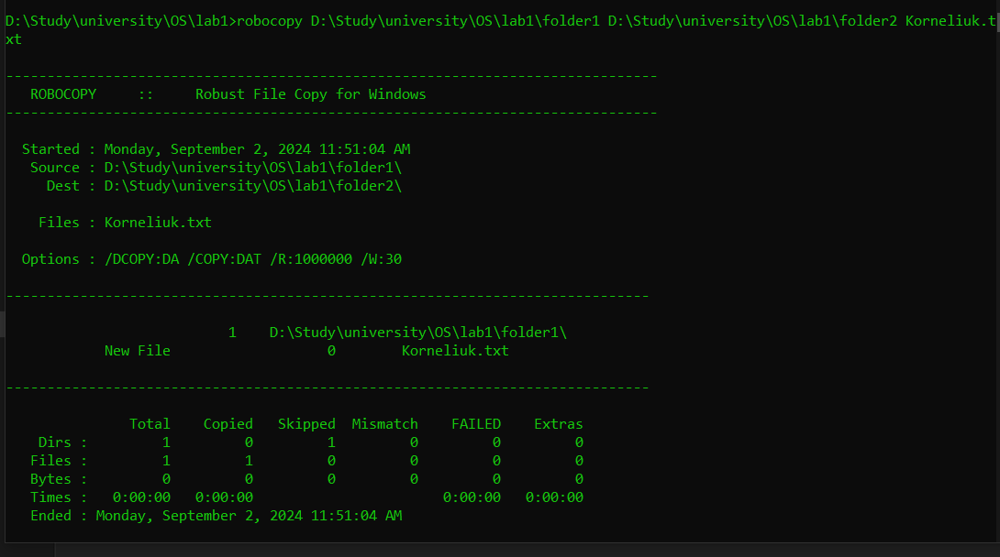 D:\Study\university\OS\lab1>robocopy D:\Study\university\OS\lab1\folder1 D:\Study\university\OS\lab1\folder2 Korneliuk.t
xt
-------------------------------------------------------------------------------
   ROBOCOPY     ::     Robust File Copy for Windows
-------------------------------------------------------------------------------
  Started : Monday, September 2, 2024 11:51:04 AM
   Source : D:\Study\university\OS\lab1\folder1\
     Dest : D:\Study\university\OS\lab1\folder2\
    Files : Korneliuk.txt
  Options : /DCOPY:DA /COPY:DAT /R:1000000 /W:30
------------------------------------------------------------------------------
                           1    D:\Study\university\OS\lab1\folder1\
            New File                   0        Korneliuk.txt
------------------------------------------------------------------------------
               Total    Copied   Skipped  Mismatch    FAILED    Extras
    Dirs :         1         0         1         0         0         0
   Files :         1         1         0         0         0         0
   Bytes :         0         0         0         0         0         0
   Times :   0:00:00   0:00:00                       0:00:00   0:00:00
   Ended : Monday, September 2, 2024 11:51:04 AM